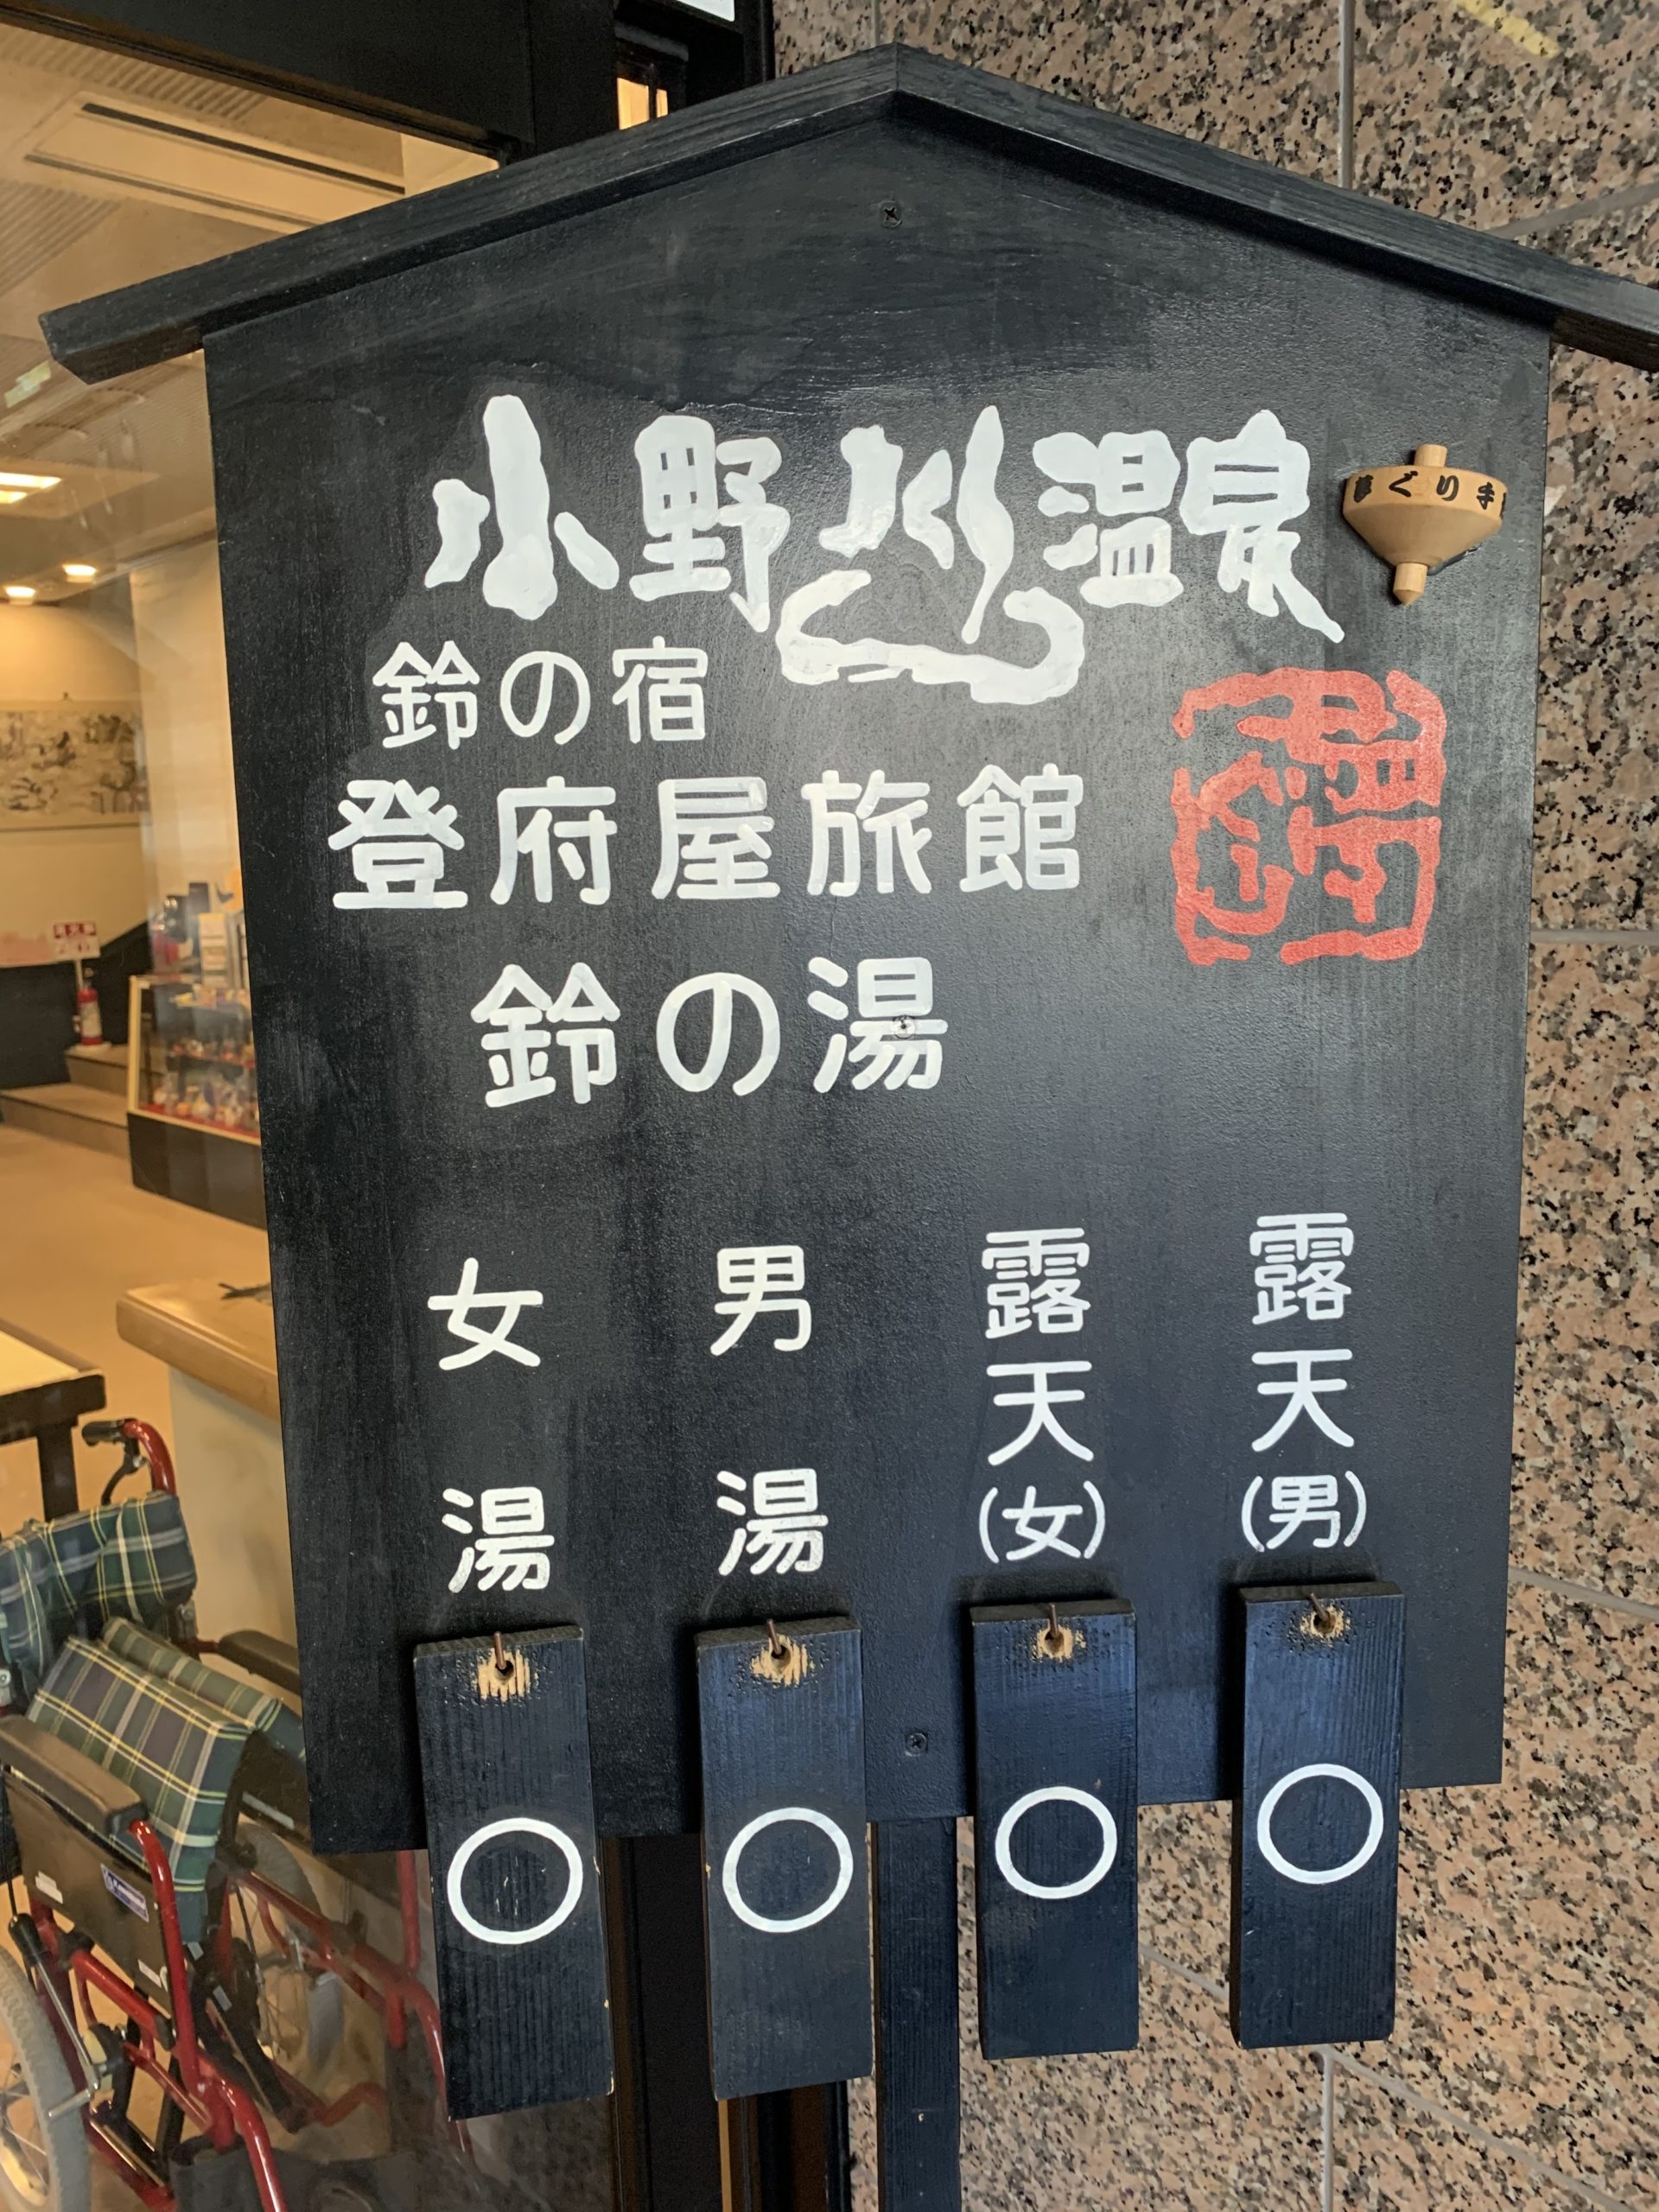 小野川温泉
鈴の宿
登府屋旅館
鈴の湯
女湯
男湯
露天(女)
露天(男)
○ ○ ○ ○